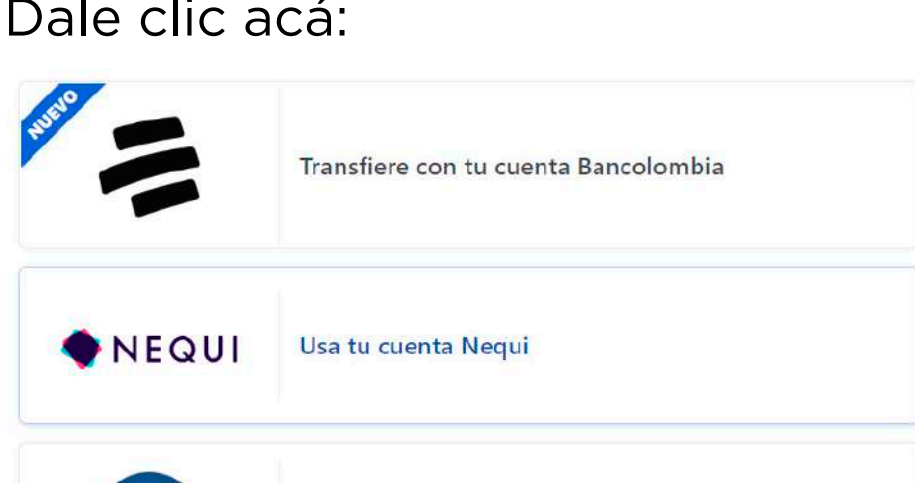 Dale clic acá:
NUEVO
Transfiere con tu cuenta Bancolombia
NEQUI
Usa tu cuenta Nequi